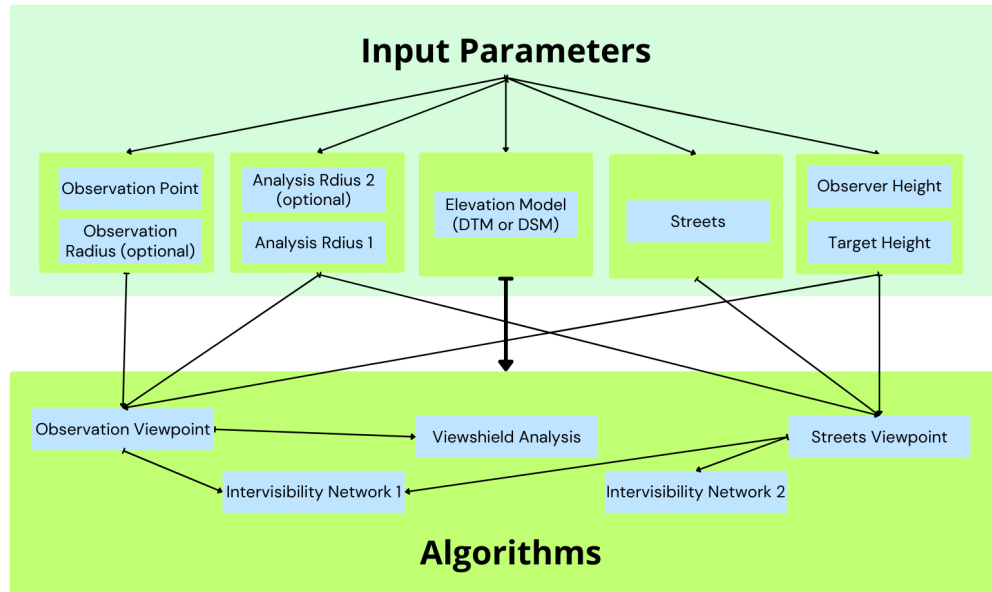 Input Parameters
Observation Point
Observation
Radius (optional)
Analysis Rdius 2
(optional)
Analysis Rdius 1
Elevation Model
(DTM or DSM)
Streets
Observer Height
Target Height
Observation Viewpoint
Viewshield Analysis
Streets Viewpoint
Intervisibility Network 1
Intervisibility Network 2
Algorithms